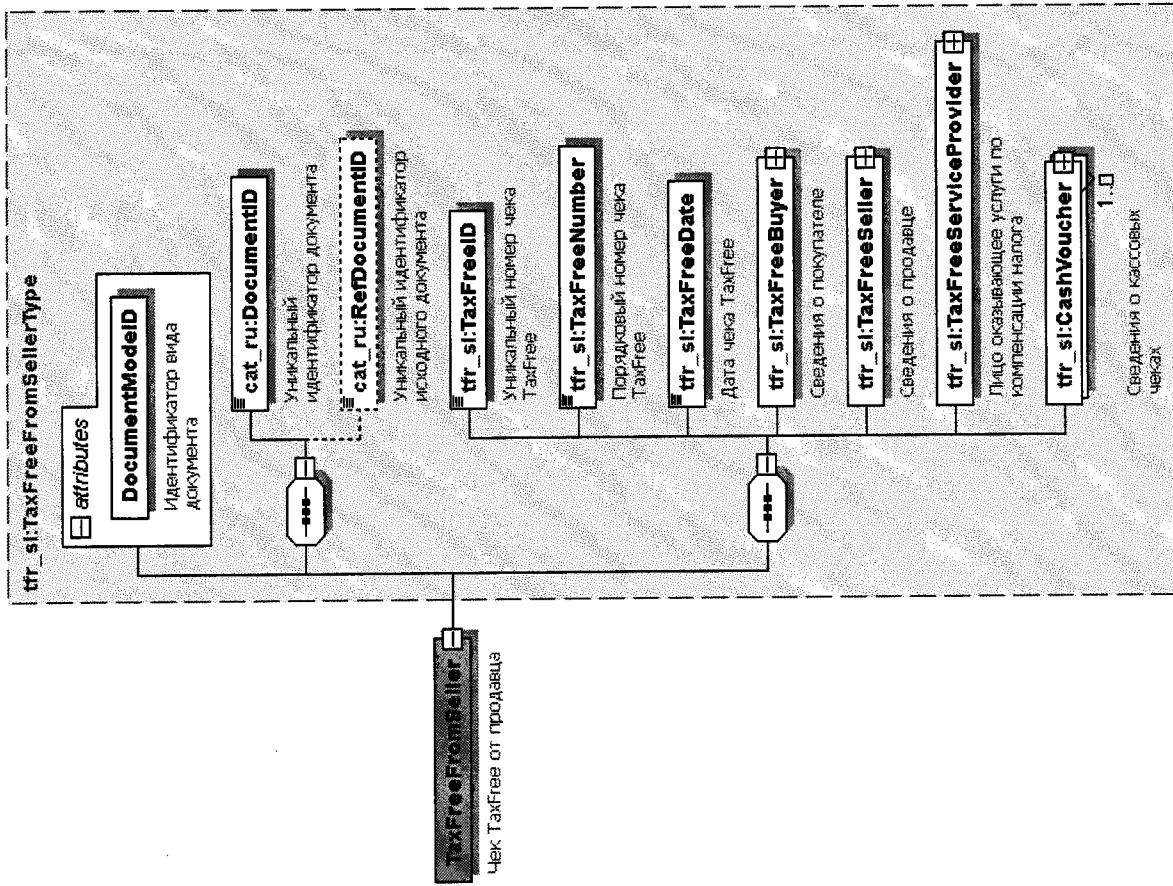 tfr_sl:TaxFreeFromSellerType
attributes
DocumentModeID
Идентификатор вида
документа
cat_ru:DocumentID
Уникальный
идентификатор документа
cat_ru:RefDocumentID
Уникальный идентификатор
исходного документа
TaxFreeFromSeller
Чек TaxFree от продавца
tfr_sl:TaxFreeID
Уникальный номер чека
TaxFree
tfr_sl:TaxFreeNumber
Порядковый номер чека
TaxFree
tfr_sl:TaxFreeDate
Дата чека TaxFree
tfr_sl:TaxFreeBuyer
Сведения о покупателе
tfr_sl:TaxFreeSeller
Сведения о продавце
tfr_sl:TaxFreeServiceProvider
Лицо оказывающее услуги по
компенсации налога
tfr_sl:CashVoucher
1..□
Сведения о кассовых
чеках